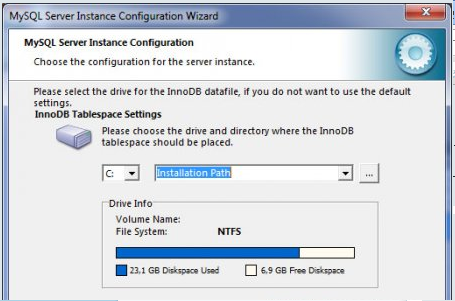 MySQL Server Instance Configuration Wizard
MySQL Server Instance Configuration
Choose the configuration for the server instance.
Please select the drive for the InnoDB datafile, if you do not want to use the default
settings.
InnoDB Tablespace Settings
Please choose the drive and directory where the InnoDB
tablespace should be placed.
C: Installation Path ...
Drive Info
Volume Name:
File System: NTFS
23.1 GB Diskspace Used 6.9 GB Free Diskspace